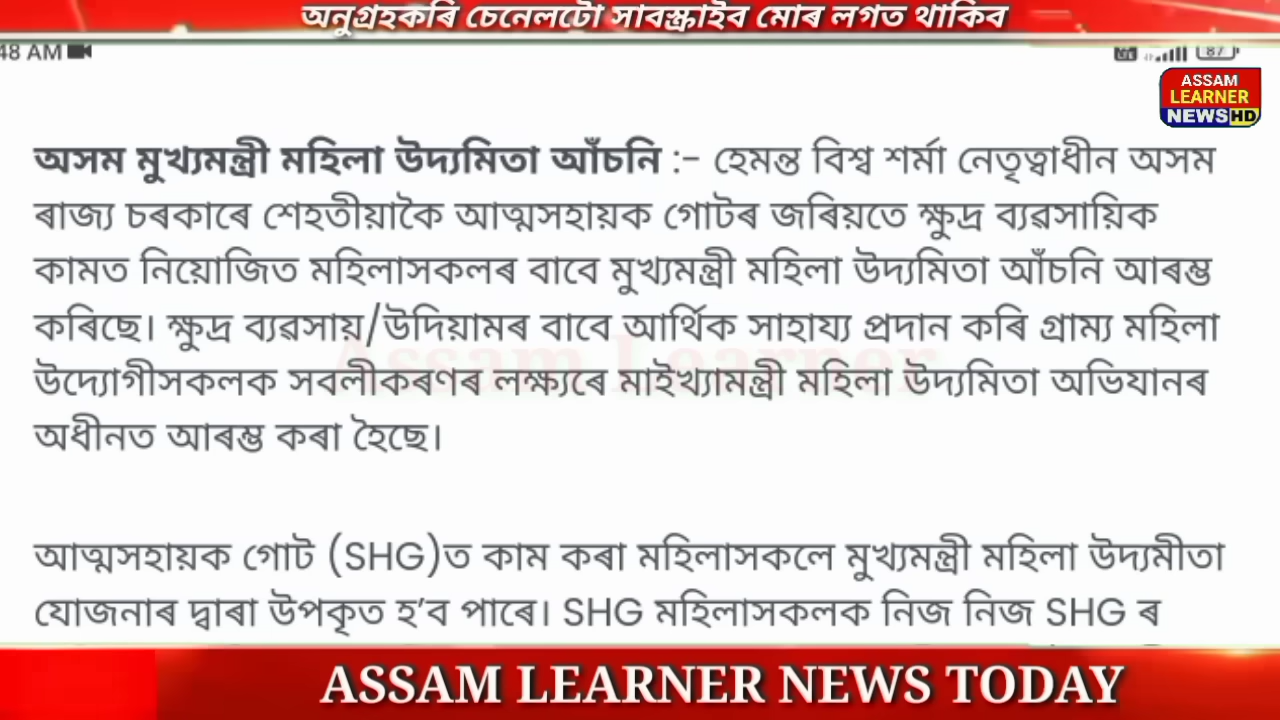 অনুগ্ৰহকৰি চেনেলটো সাবস্ক্ৰাইব মোৰ লগত থাকিব
48 AM
87
ASSAM
LEARNER
NEWS HD
অসম মুখ্যমন্ত্ৰী মহিলা উদ্যমিতা আঁচনি :- হেমন্ত বিশ্ব শৰ্মা নেতৃত্বাধীন অসম
ৰাজ্য চৰকাৰে শেহতীয়াকৈ আত্মসহায়ক গোটৰ জৰিয়তে ক্ষুদ্ৰ ব্যৱসায়িক
কামত নিয়োজিত মহিলাসকলৰ বাবে মুখ্যমন্ত্ৰী মহিলা উদ্যমিতা আঁচনি আৰম্ভ
কৰিছে। ক্ষুদ্ৰ ব্যৱসায়/উদিয়ামৰ বাবে আৰ্থিক সাহায্য প্ৰদান কৰি গ্ৰাম্য মহিলা
উদ্যোগীসকলক সবলীকৰণৰ লক্ষ্যৰে মাইখ্যামন্ত্ৰী মহিলা উদ্যমিতা অভিযানৰ
অধীনত আৰম্ভ কৰা হৈছে।
Assam Learner
আত্মসহায়ক গোট (SHG)ত কাম কৰা মহিলাসকলে মুখ্যমন্ত্ৰী মহিলা উদ্যমীতা
যোজনাৰ দ্বাৰা উপকৃত হ’ব পাৰে। SHG মহিলাসকলক নিজ নিজ SHG ৰ
ASSAM LEARNER NEWS TODAY